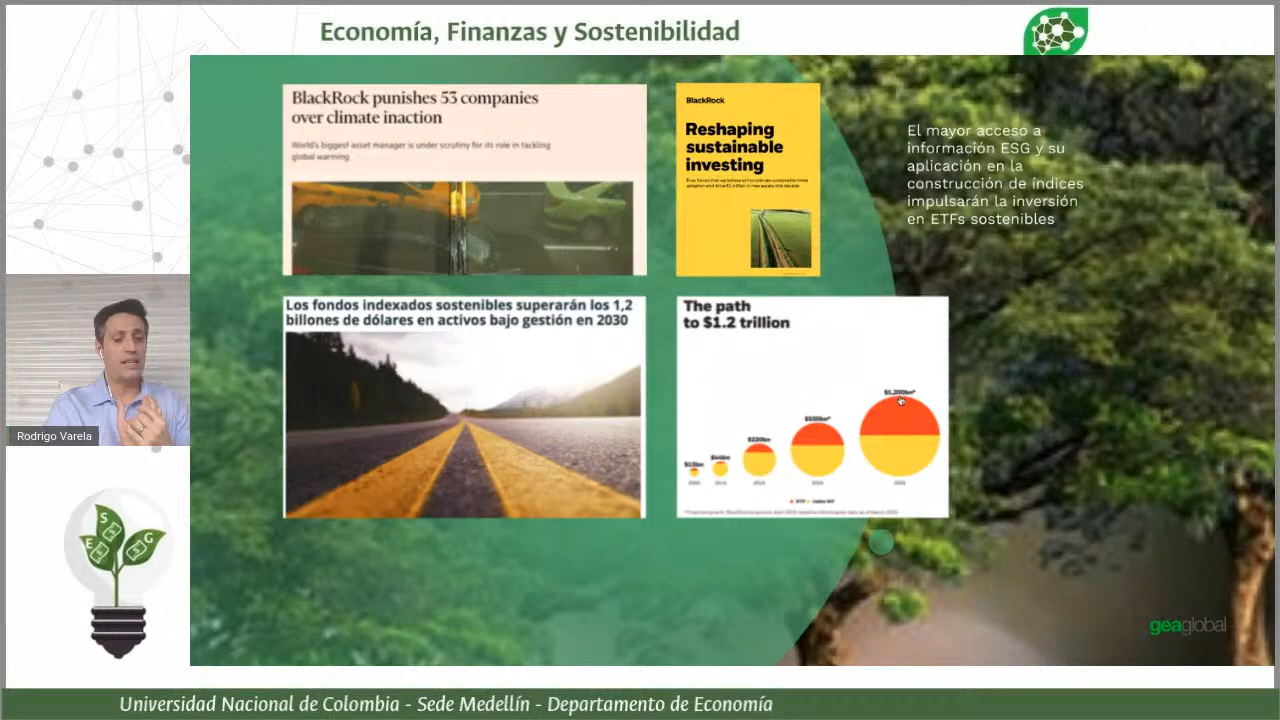 Economía, Finanzas y Sostenibilidad
BlackRock punishes 53 companies
over climate inaction
World's biggest asset manager is under scrutiny for its role in tackling
global warming
BlackRock
Reshaping
sustainable
investing
El mayor acceso a
información ESG y su
aplicación en la
construcción de índices
impulsarán la inversión
en ETFs sostenibles
Los fondos indexados sostenibles superarán los 1,2
billones de dólares en activos bajo gestión en 2030
The path
to $1.2 trillion
$220bn
Rodrigo Varela
S
E
G
geaglobal
Universidad Nacional de Colombia - Sede Medellín - Departamento de Economía